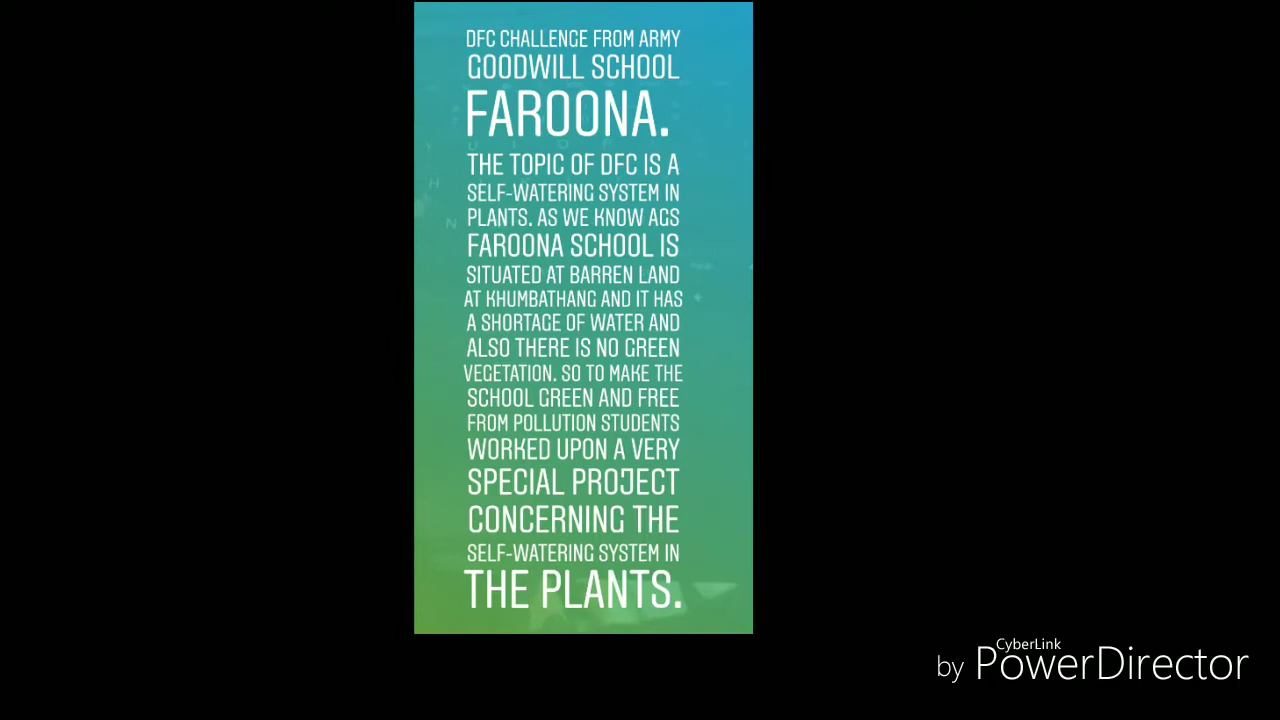 DFC CHALLENGE FROM ARMY
GOODWILL SCHOOL
FAROONA.
THE TOPIC OF DFC IS A
SELF-WATERING SYSTEM IN
PLANTS. AS WE KNOW AGS
FAROONA SCHOOL IS
SITUATED AT BARREN LAND
AT KHUMBATHANG AND IT HAS
A SHORTAGE OF WATER AND
ALSO THERE IS NO GREEN
VEGETATION. SO TO MAKE THE
SCHOOL GREEN AND FREE
FROM POLLUTION STUDENTS
WORKED UPON A VERY
SPECIAL PROJECT
CONCERNING THE
SELF-WATERING SYSTEM IN
THE PLANTS.
CyberLink
by PowerDirector